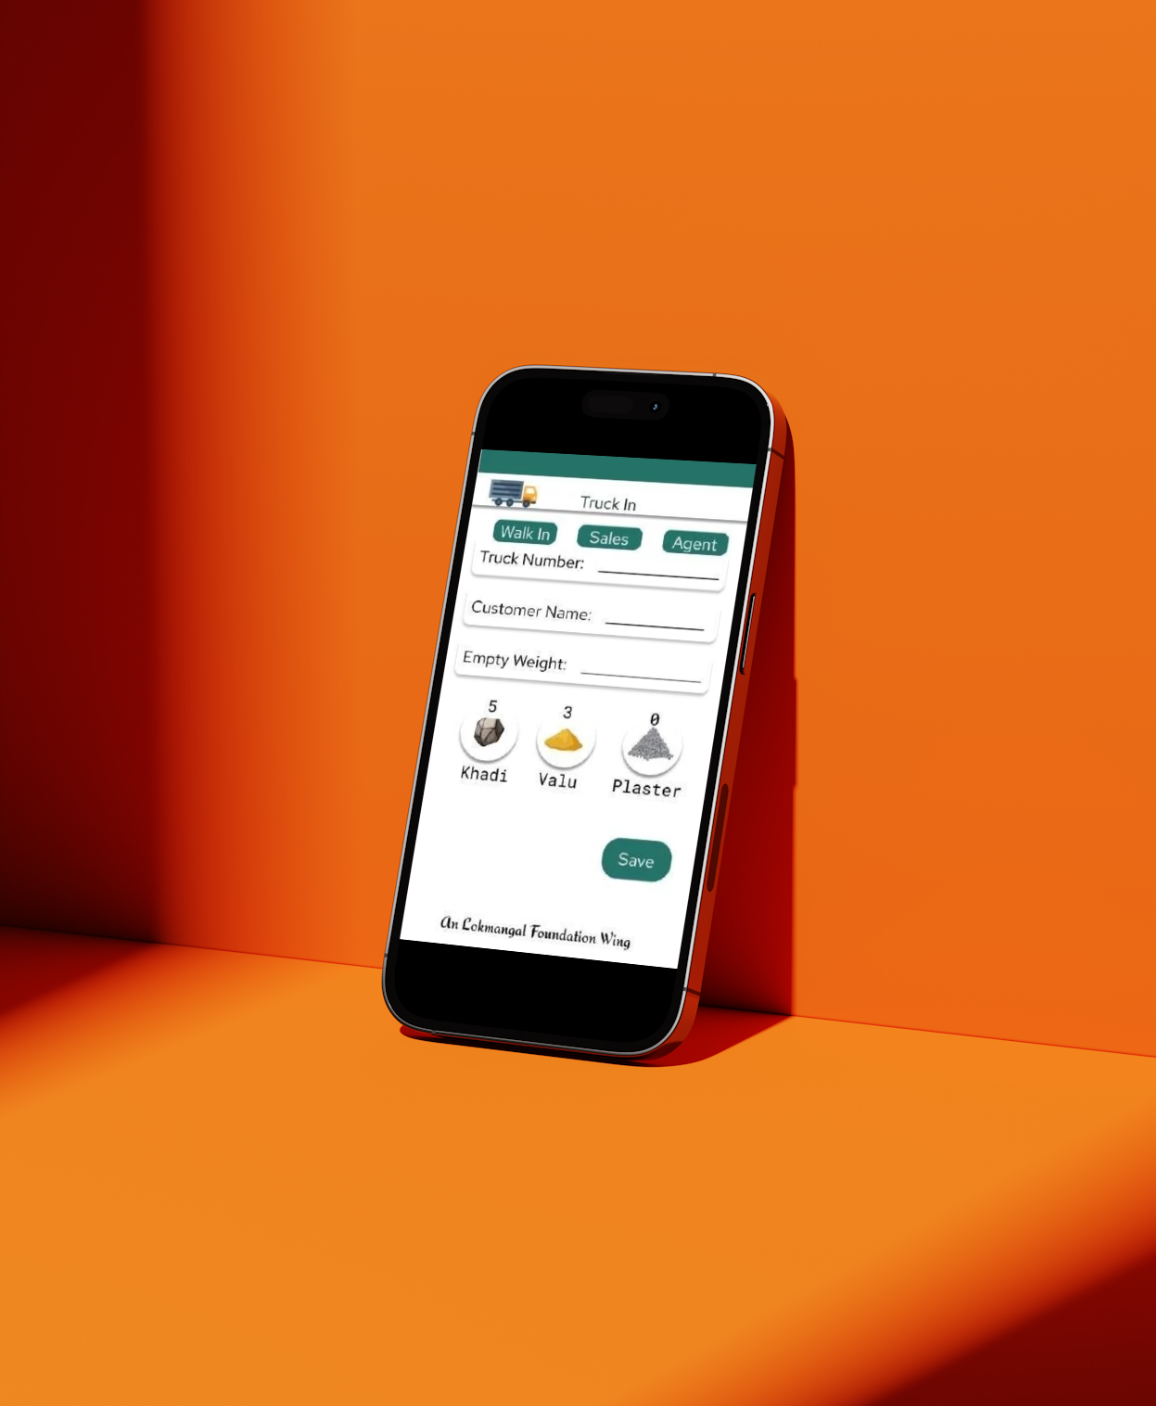 Truck In
Walk In Sales Agent
Truck Number:
Customer Name:
Empty Weight:
5 3 0
Khadi Valu Plaster
Save
An Lokmangal Foundation Wing